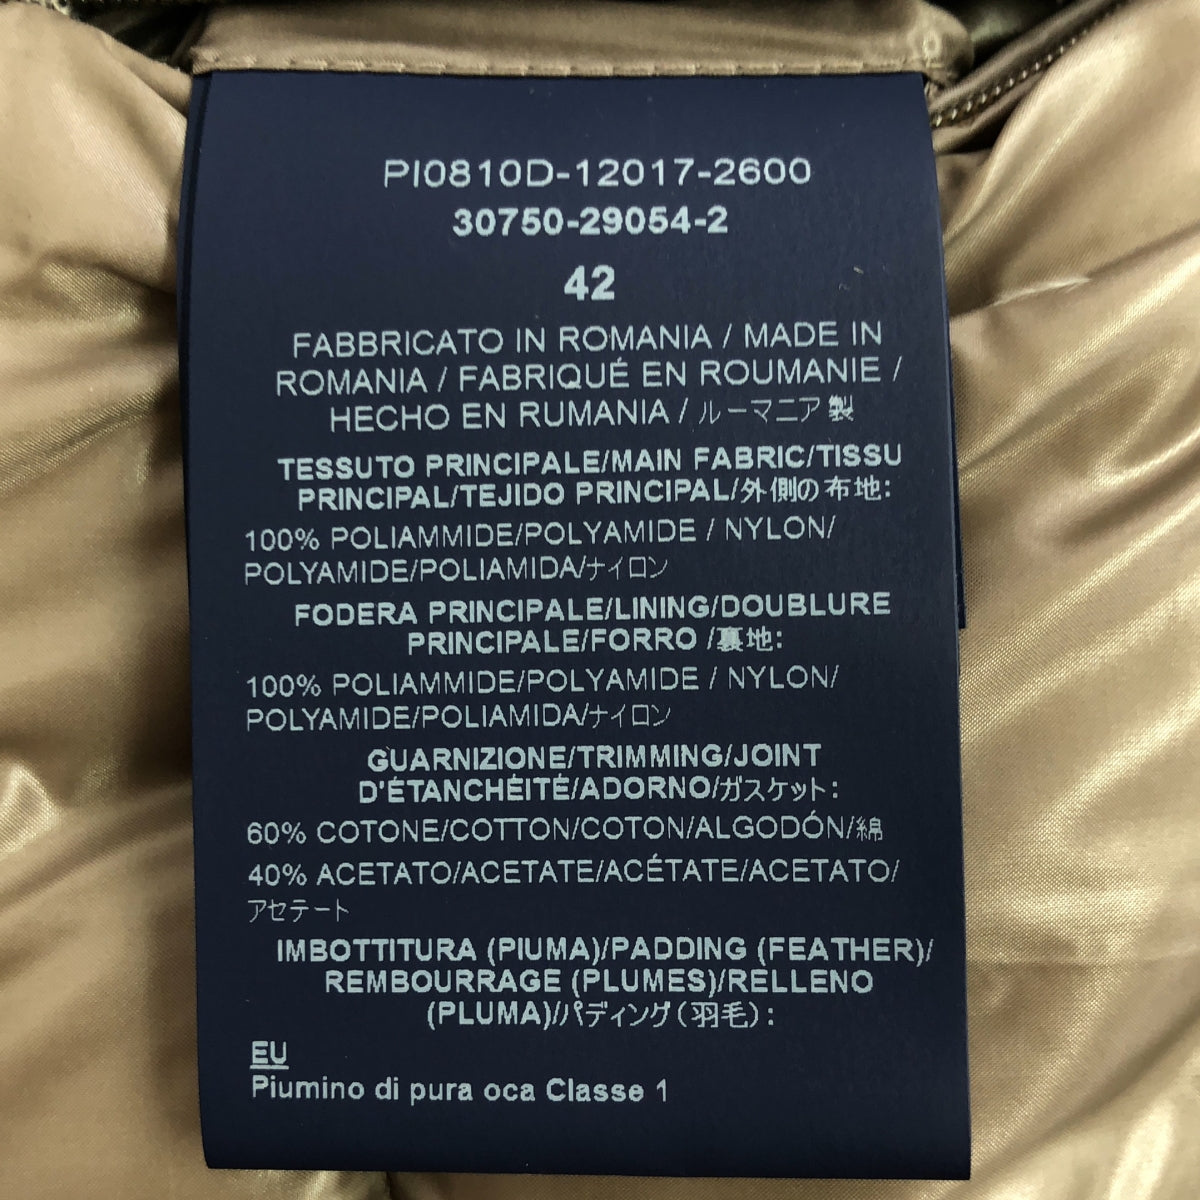 PI0810D-12017-2600
30750-29054-2
42
FABBRICATO IN ROMANIA / MADE IN
ROMANIA / FABRIQUÉ EN ROUMANIE /
HECHO EN RUMANIA / ルーマニア製
TESSUTO PRINCIPALE/MAIN FABRIC/TISSU
PRINCIPAL/TEJIDO PRINCIPAL/外側の布地:
100% POLIAMMIDE/POLYAMIDE / NYLON/
POLYAMIDE/POLIAMIDA/ナイロン
FODERA PRINCIPALE/LINING/DOUBLURE
PRINCIPALE/FORRO /裏地:
100% POLIAMMIDE/POLYAMIDE / NYLON/
POLYAMIDE/POLIAMIDA/ナイロン
GUARNIZIONE/TRIMMING/JOINT
D'ÉTANCHÉITÉ/ADORNO/ガスケット:
60% COTONE/COTTON/COTON/ALGODÓN/綿
40% ACETATO/ACETATE/ACÉTATE/ACETATO/
アセテート
IMBOTTITURA (PIUMA)/PADDING (FEATHER)/
REMBOURRAGE (PLUMES)/RELLENO
(PLUMA)/パディング(羽毛):
EU
Piumino di pura oca Classe 1